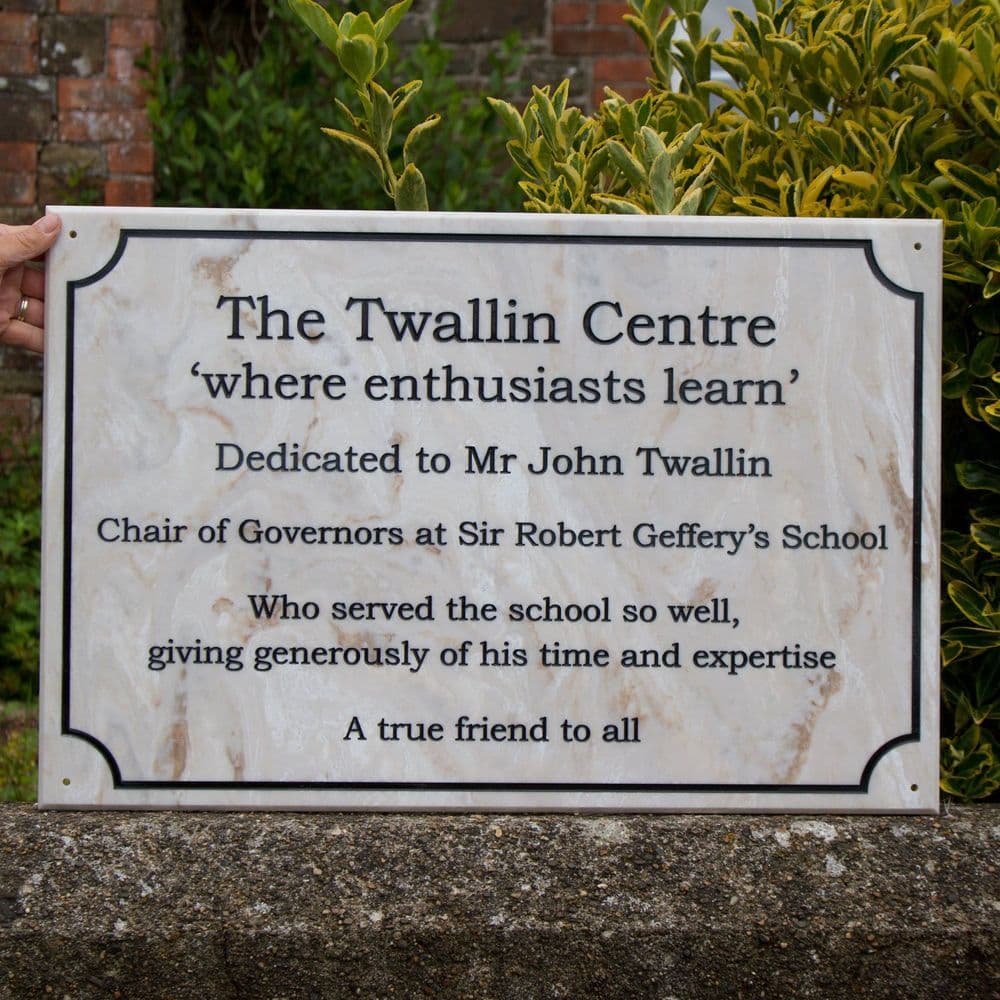 The Twallin Centre
‘where enthusiasts learn’
Dedicated to Mr John Twallin
Chair of Governors at Sir Robert Geffery’s School
Who served the school so well,
giving generously of his time and expertise
A true friend to all